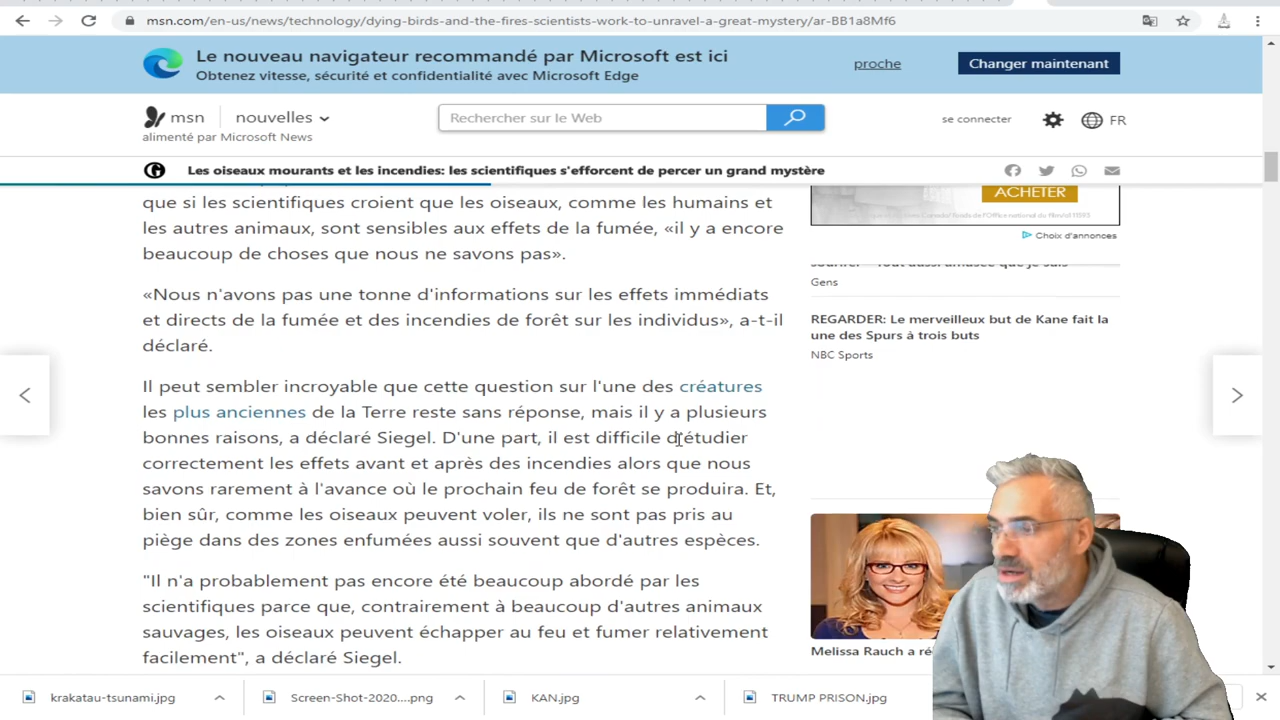 msn.com/en-us/news/technology/dying-birds-and-the-fires-scientists-work-to-unravel-a-great-mystery/ar-BB1a8Mf6
Le nouveau navigateur recommandé par Microsoft est ici
Obtenez vitesse, sécurité et confidentialité avec Microsoft Edge
proche
Changer maintenant
msn
nouvelles
alimenté par Microsoft News
Rechercher sur le Web
se connecter
FR
Les oiseaux mourants et les incendies: les scientifiques s'efforcent de percer un grand mystère
que si les scientifiques voient que les oiseaux, comme les humains et
les autres animaux, sont sensibles aux effets de la fumée, «il y a encore
beaucoup de choses que nous ne savons pas».
«Nous n'avons pas une tonne d'informations sur les effets immédiats
et directs de la fumée et des incendies de forêt sur les individus», a-t-il
déclaré.
Il peut sembler incroyable que cette question sur l'une des créatures
les plus anciennes de la Terre reste sans réponse, mais il y a plusieurs
bonnes raisons, a déclaré Siegel. D'une part, il est difficile d'étudier
correctement les effets avant et après des incendies alors que nous
savons rarement à l'avance où le prochain feu de forêt se produira. Et,
bien sûr, comme les oiseaux peuvent voler, ils ne sont pas pris au
piège dans des zones enfumées aussi souvent que d'autres espèces.
"Il n'a probablement pas encore été beaucoup abordé par les
scientifiques parce que, contrairement à beaucoup d'autres animaux
sauvages, les oiseaux peuvent échapper au feu et fumer relativement
facilement", a déclaré Siegel.
ACHETER
Choix d'annonces
Gens
REGARDER: Le merveilleux but de Kane fait la
une des Spurs à trois buts
NBC Sports
Melissa Rauch a
krakatau-tsunami.jpg
Screen-Shot-2020....png
KAN.jpg
TRUMP PRISON.jpg